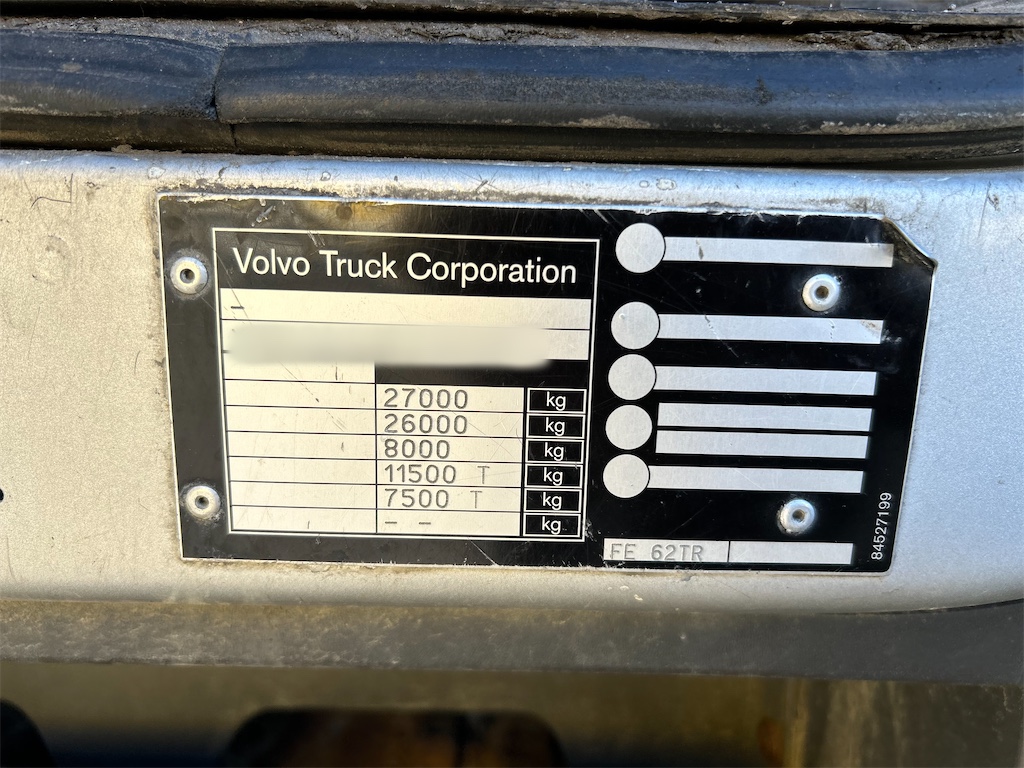 Volvo Truck Corporation
–
27000 kg
26000 kg
8000 kg
11500 T kg
7500 T kg
– – kg
FE 62TR
84527199